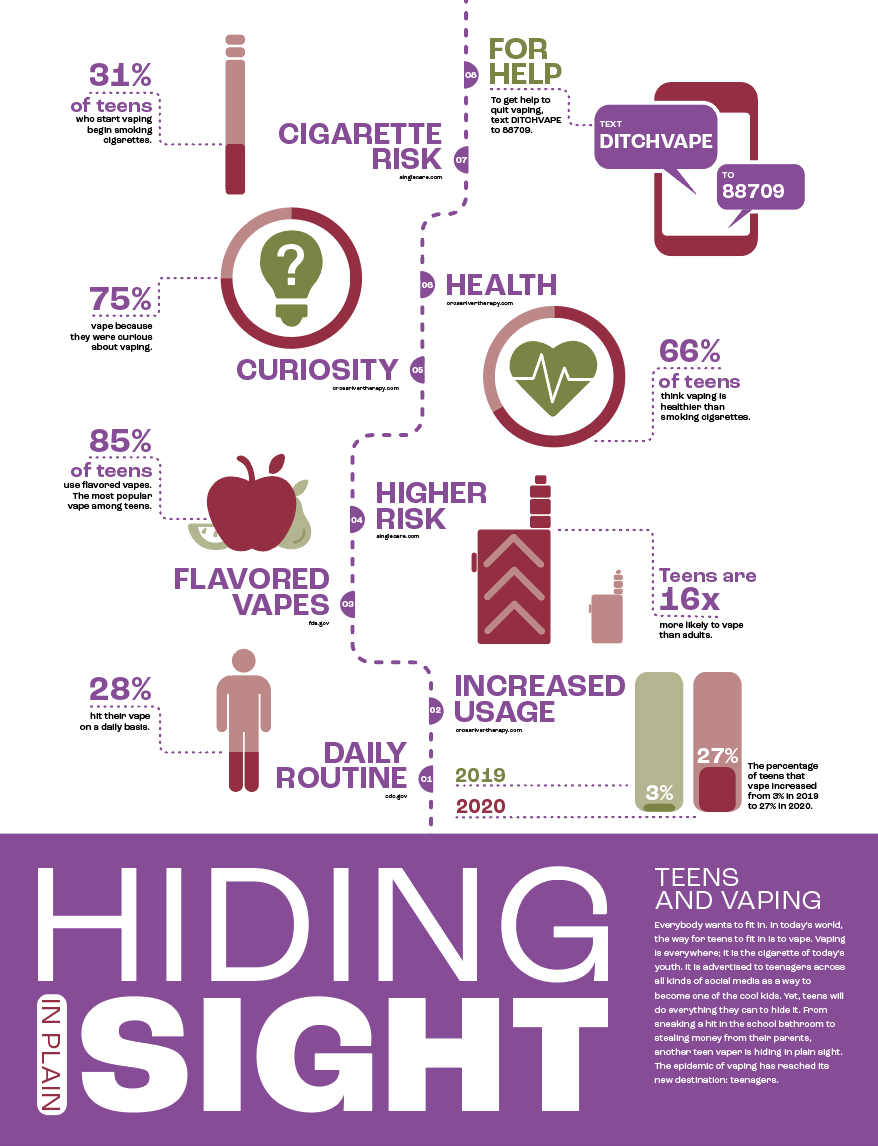 31%
of teens
who start vaping
begin smoking
cigarettes.
CIGARETTE
RISK
singlecare.com
07
08
FOR
HELP
To get help to
quit vaping,
text DITCHVAPE
to 88709.
TEXT
DITCHVAPE
TO
88709
?
75%
vape because
they were curious
about vaping.
CURIOSITY
crossrivertherapy.com
05
06
HEALTH
crossrivertherapy.com
66%
of teens
think vaping is
healthier than
smoking cigarettes.
85%
of teens
use flavored vapes.
The most popular
vape among teens.
FLAVORED
VAPES
fda.gov
03
04
HIGHER
RISK
singlecare.com
Teens are
16x
more likely to vape
than adults.
28%
hit their vape
on a daily basis.
DAILY
ROUTINE
cdc.gov
01
02
INCREASED
USAGE
crossrivertherapy.com
2019
2020
3%
27%
The percentage
of teens that
vape increased
from 3% in 2019
to 27% in 2020.
HIDING
IN PLAIN
SIGHT
TEENS
AND VAPING
Everybody wants to fit in. In today's world,
the way for teens to fit in is to vape. Vaping
is everywhere; it is the cigarette of today's
youth. It is advertised to teenagers across
all kinds of social media as a way to
become one of the cool kids. Yet, teens will
do everything they can to hide it. From
sneaking a hit in the school bathroom to
stealing money from their parents,
another teen vaper is hiding in plain sight.
The epidemic of vaping has reached its
new destination: teenagers.